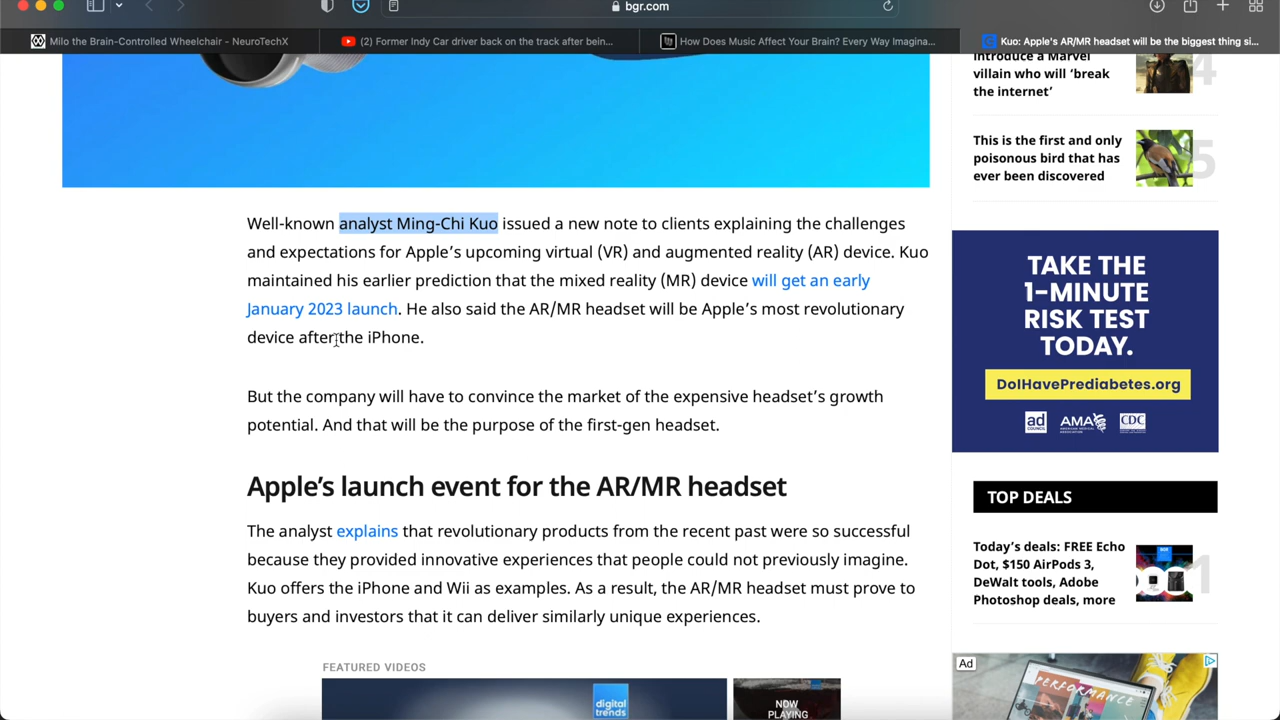 bgr.com
Milo the Brain-Controlled Wheelchair - NeuroTechX
(2) Former Indy Car driver back on the track after bein...
How Does Music Affect Your Brain? Every Way Imagina...
Kuo: Apple's AR/MR headset will be the biggest thing si...
introduce a Marvel
villain who will ‘break
the internet’
4
This is the first and only
poisonous bird that has
ever been discovered
5
Well-known analyst Ming-Chi Kuo issued a new note to clients explaining the challenges
and expectations for Apple’s upcoming virtual (VR) and augmented reality (AR) device. Kuo
maintained his earlier prediction that the mixed reality (MR) device will get an early
January 2023 launch. He also said the AR/MR headset will be Apple’s most revolutionary
device after the iPhone.
But the company will have to convince the market of the expensive headset’s growth
potential. And that will be the purpose of the first-gen headset.
Apple’s launch event for the AR/MR headset
The analyst explains that revolutionary products from the recent past were so successful
because they provided innovative experiences that people could not previously imagine.
Kuo offers the iPhone and Wii as examples. As a result, the AR/MR headset must prove to
buyers and investors that it can deliver similarly unique experiences.
FEATURED VIDEOS
digital
trends
NOW
PLAYING
TAKE THE
1-MINUTE
RISK TEST
TODAY.
DoIHavePrediabetes.org
ad
COUNCIL
AMA
CDC
TOP DEALS
Today’s deals: FREE Echo
Dot, $150 AirPods 3,
DeWalt tools, Adobe
Photoshop deals, more
1
Ad
PERFORMANCE